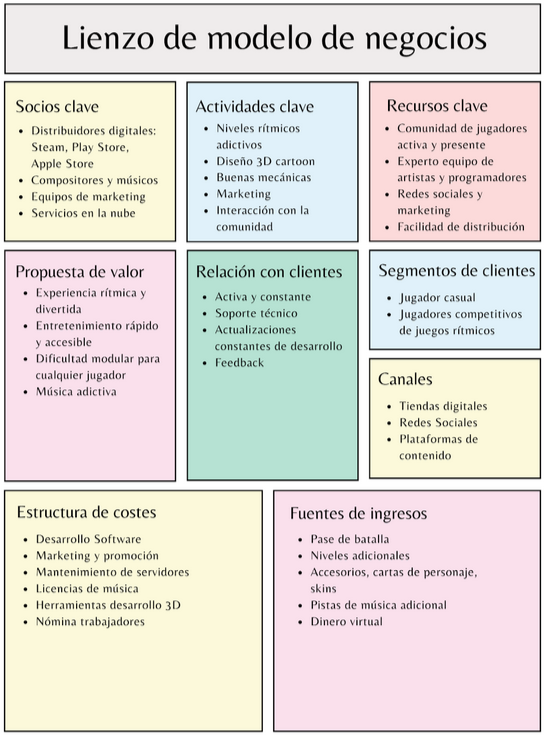 Lienzo de modelo de negocios
Socios clave
• Distribuidores digitales:
Steam, Play Store,
Apple Store
• Compositores y músicos
• Equipos de marketing
• Servicios en la nube
Actividades clave
• Niveles rítmicos
adictivos
• Diseño 3D cartoon
• Buenas mecánicas
• Marketing
• Interacción con la
comunidad
Recursos clave
• Comunidad de jugadores
activa y presente
• Experto equipo de
artistas y programadores
• Redes sociales y
marketing
• Facilidad de distribución
Propuesta de valor
• Experiencia rítmica y
divertida
• Entretenimiento rápido
y accesible
• Dificultad modular para
cualquier jugador
• Música adictiva
Relación con clientes
• Activa y constante
• Soporte técnico
• Actualizaciones
constantes de desarrollo
• Feedback
Segmentos de clientes
• Jugador casual
• Jugadores competitivos
de juegos rítmicos
Canales
• Tiendas digitales
• Redes Sociales
• Plataformas de
contenido
Estructura de costes
• Desarrollo Software
• Marketing y promoción
• Mantenimiento de servidores
• Licencias de música
• Herramientas desarrollo 3D
• Nómina trabajadores
Fuentes de ingresos
• Pase de batalla
• Niveles adicionales
• Accesorios, cartas de personaje,
skins
• Pistas de música adicional
• Dinero virtual